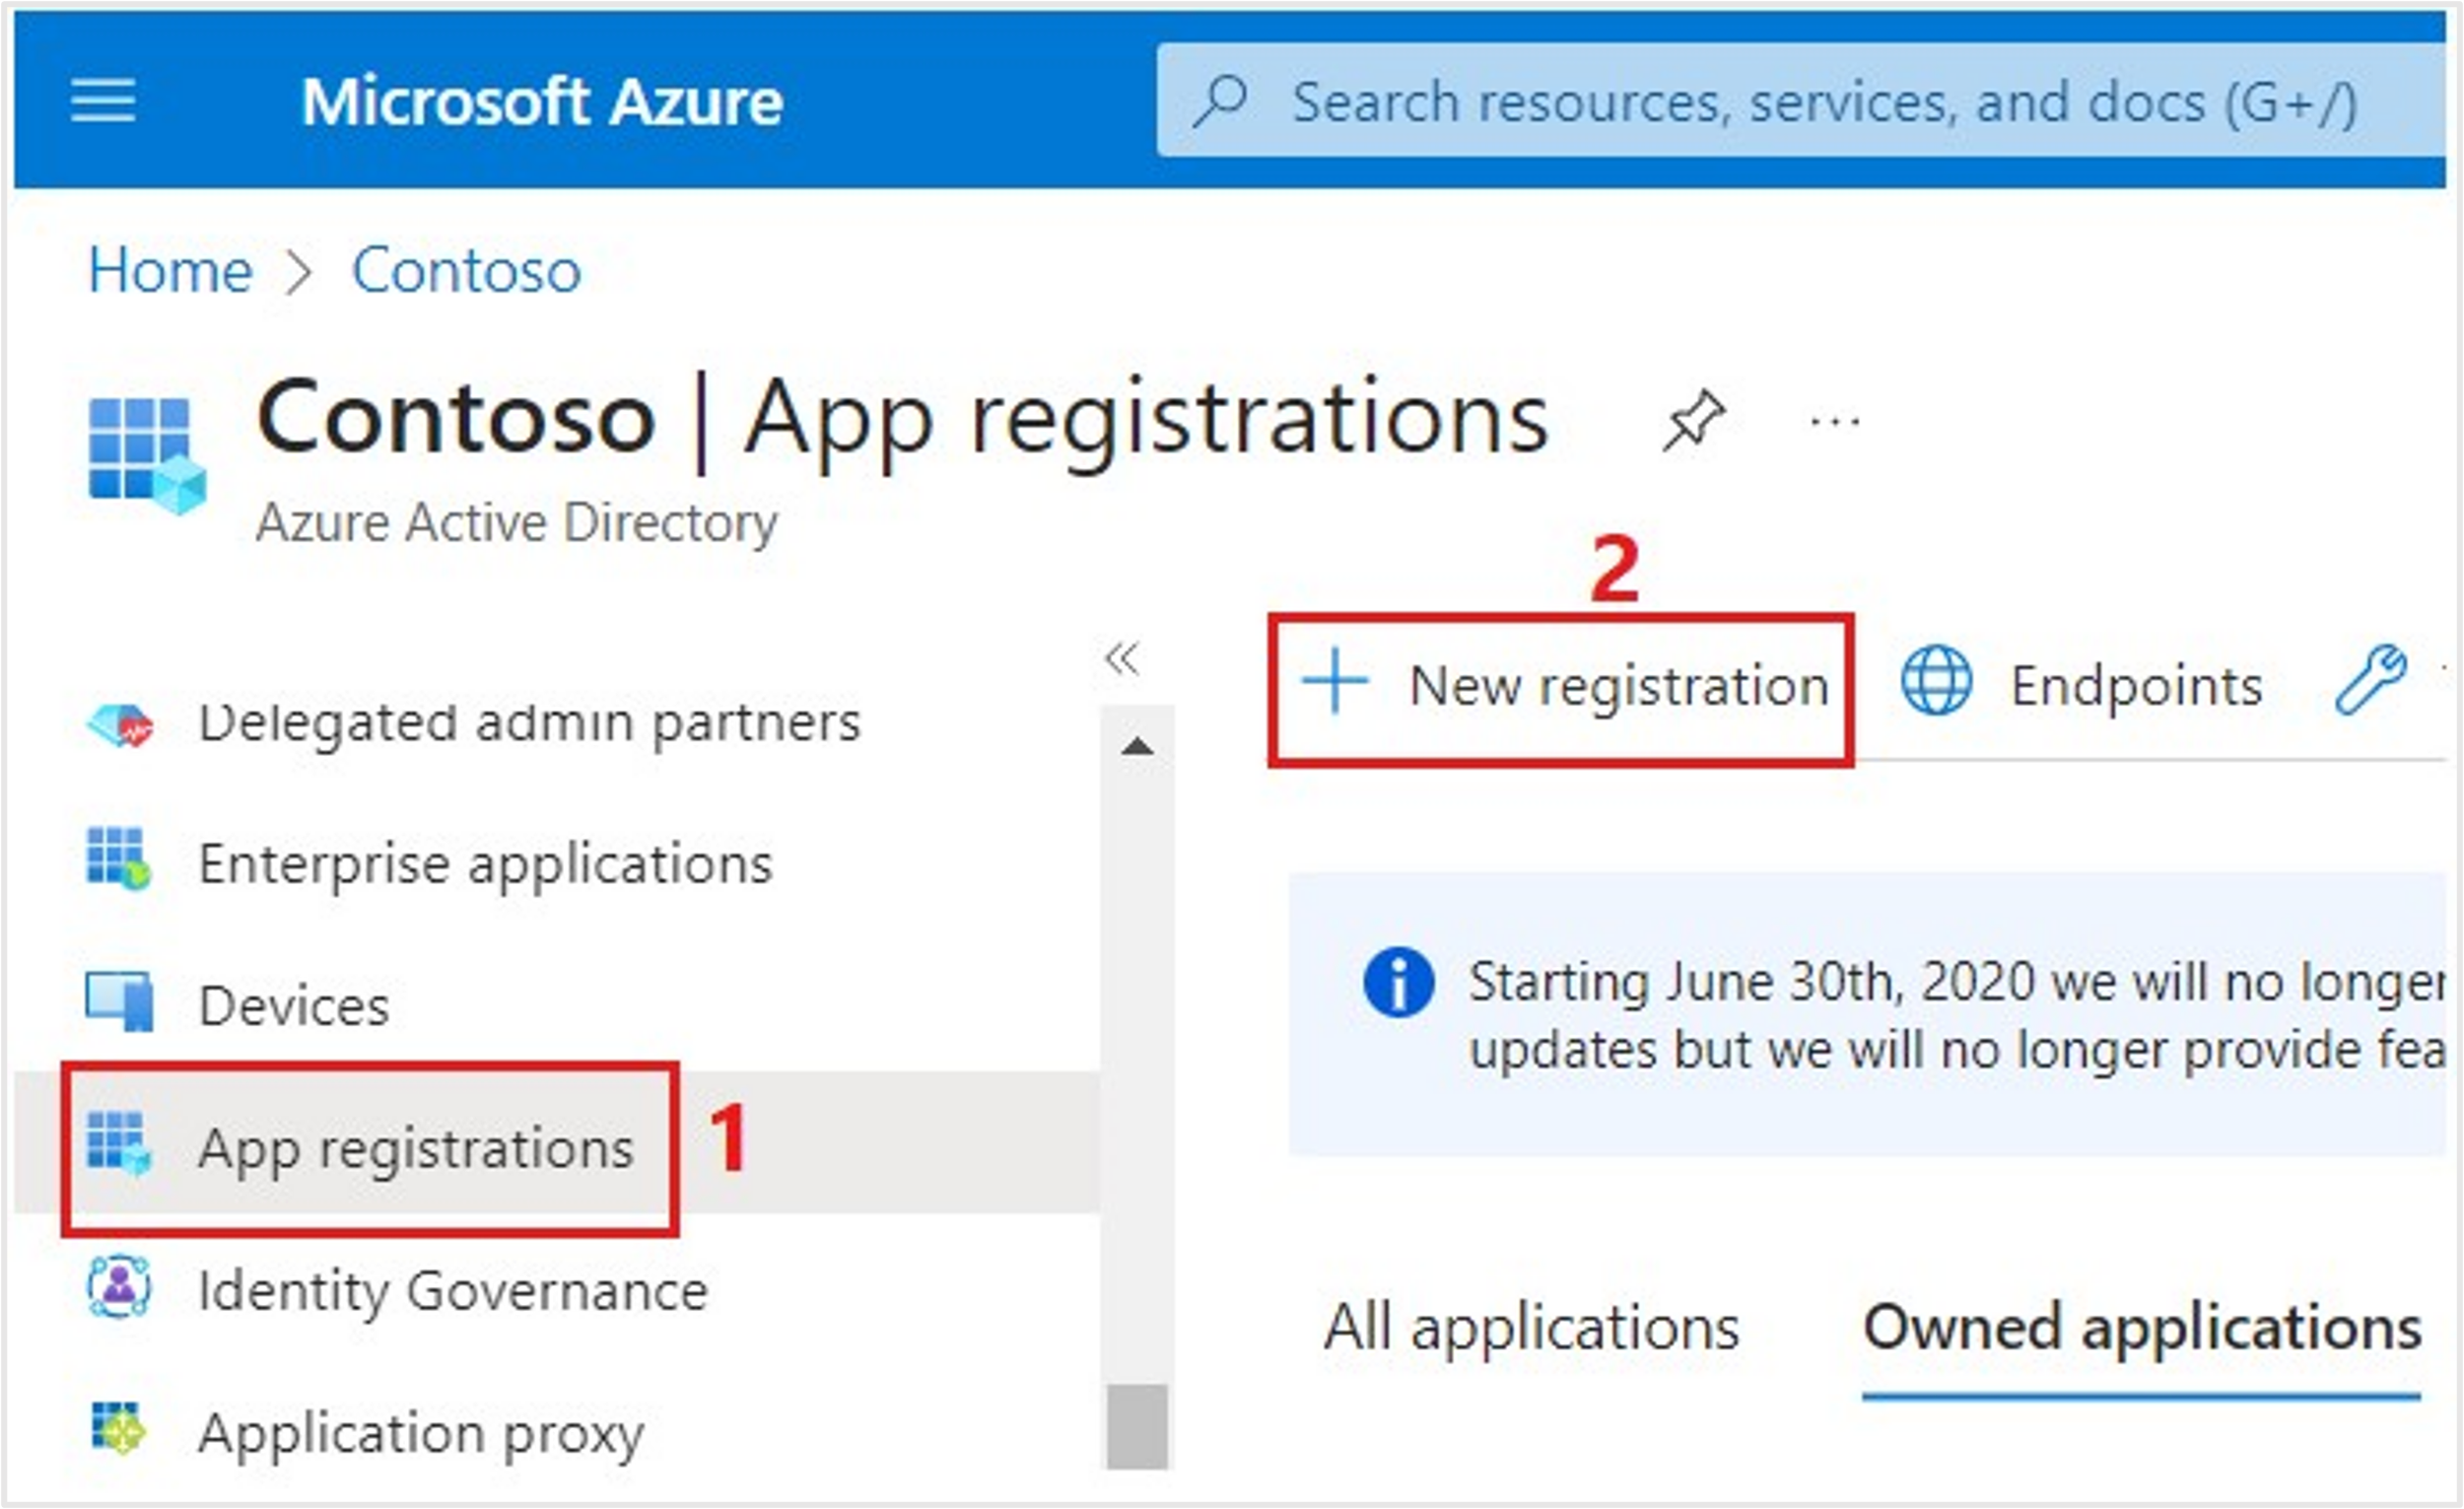 Microsoft Azure
Search resources, services, and docs (G+/)
Home > Contoso
Contoso | App registrations
...
Azure Active Directory
2
«
New registration
Endpoints
Delegated admin partners
Enterprise applications
Devices
App registrations
1
Identity Governance
Application proxy
Starting June 30th, 2020 we will no longer
updates but we will no longer provide fea
All applications
Owned applications